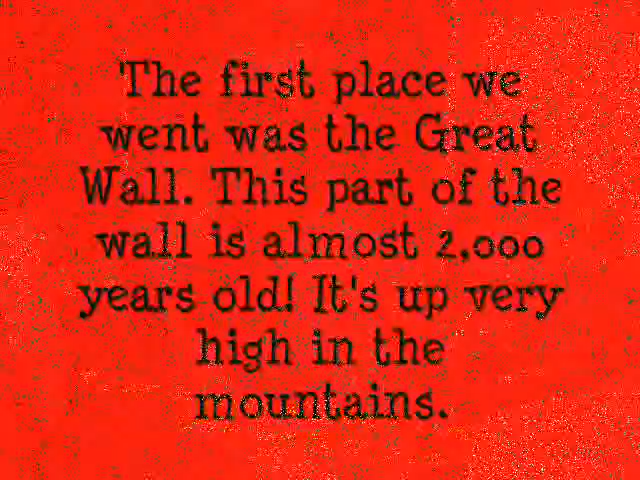 The first place we
went was the Great
Wall. This part of the
wall is almost 2,000
years old! It's up very
high in the
mountains.